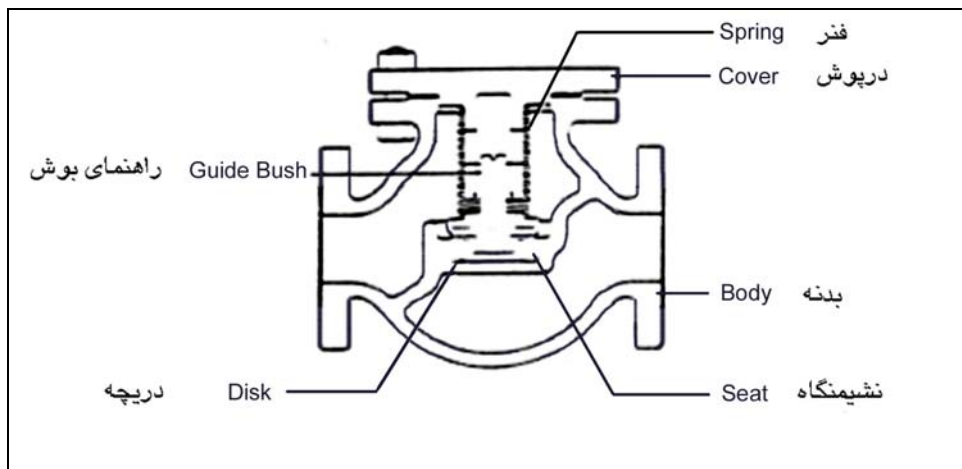 Spring فنر
Cover درپوش
راهنمای بوش Guide Bush
Body بدنه
دریچه Disk
Seat نشیمنگاه